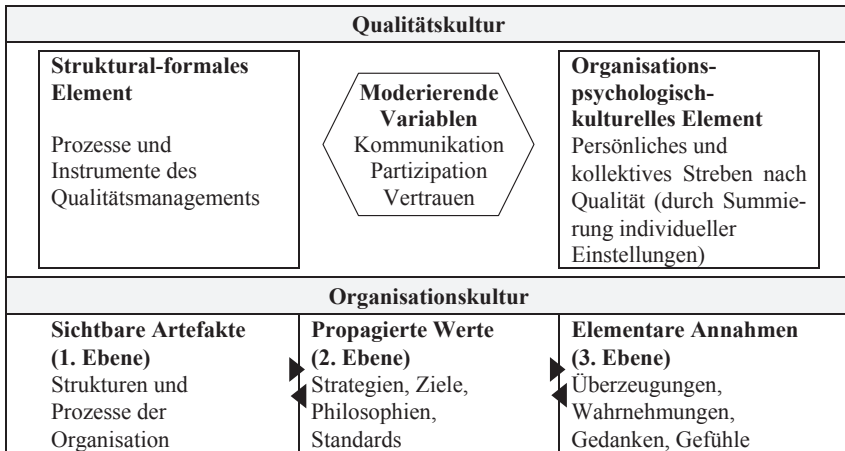 Qualitätskultur
Struktural-formales
Element
Prozesse und
Instrumente des
Qualitätsmanagements
Moderierende
Variablen
Kommunikation
Partizipation
Vertrauen
Organisations-
psychologisch-
kulturelles Element
Persönliches und
kollektives Streben nach
Qualität (durch Summie-
rung individueller
Einstellungen)
Organisationskultur
Sichtbare Artefakte
(1. Ebene)
Strukturen und
Prozesse der
Organisation
Propagierte Werte
(2. Ebene)
Strategien, Ziele,
Philosophien,
Standards
Elementare Annahmen
(3. Ebene)
Überzeugungen,
Wahrnehmungen,
Gedanken, Gefühle